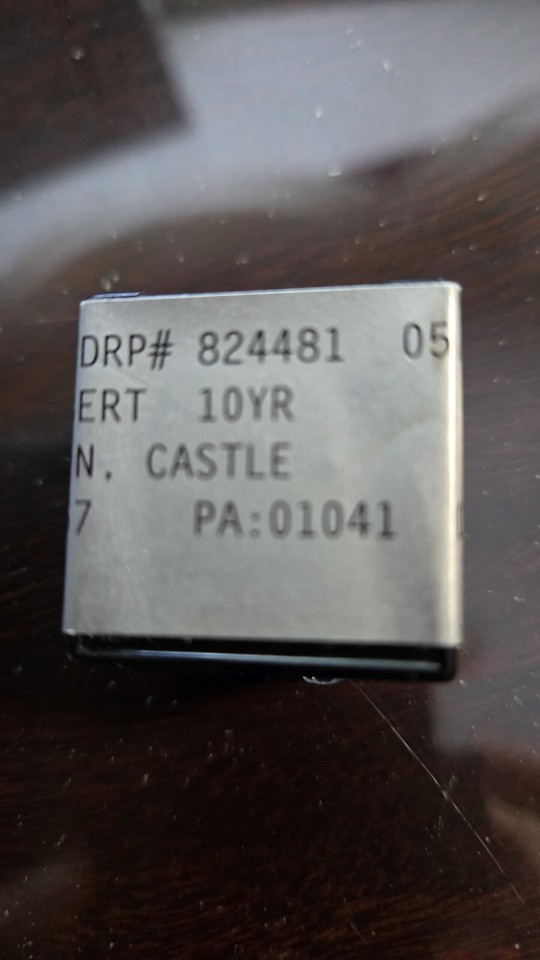 DRP# 824481 05
ERT 10YR
N. CASTLE
7 PA:01041